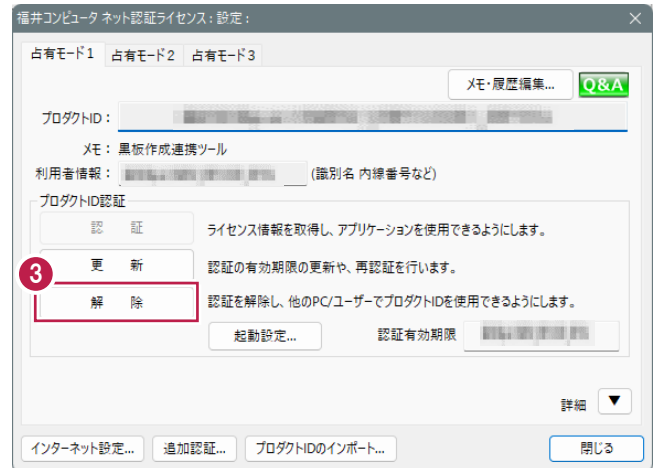 福井コンピュータ ネット認証ライセンス : 設定 :
占有モード1 占有モード2 占有モード3
メモ・履歴編集... Q&A
プロダクトID :
メモ : 黒板作成連携ツール
利用者情報 : (識別名 内線番号など)
プロダクトID認証
認 証 ライセンス情報を取得し、アプリケーションを使用できるようにします。
更 新 認証の有効期限の更新や、再認証を行います。
3
解 除 認証を解除し、他のPC/ユーザーでプロダクトIDを使用できるようにします。
起動設定... 認証有効期限
詳細 ▼
インターネット設定... 追加認証... プロダクトIDのインポート... 閉じる